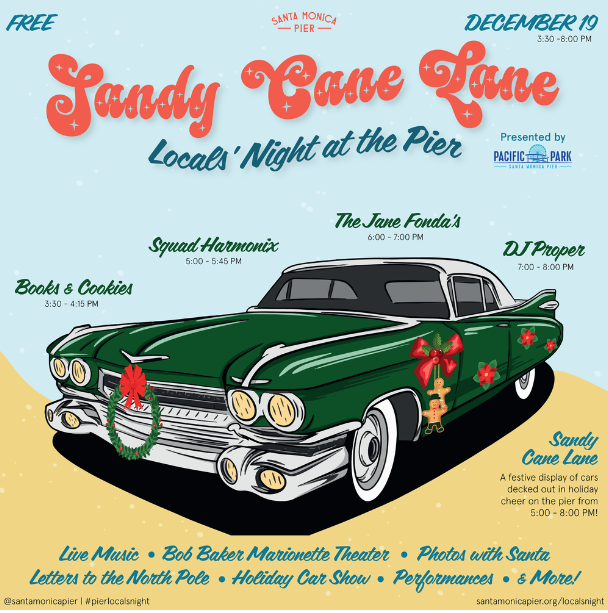 FREE
SANTA MONICA
PIER
DECEMBER 19
3:30 -8:00 PM
Sandy Cane Lane
Locals' Night at the Pier
Presented by
PACIFIC PARK
SANTA MONICA PIER
The Jane Fonda's
6:00 - 7:00 PM
Squad Harmonix
5:00 - 5:45 PM
DJ Proper
7:00 - 8:00 PM
Books & Cookies
3:30 - 4:15 PM
Sandy
Cane Lane
A festive display of cars
decked out in holiday
cheer on the pier from
5:00 - 8:00 PM!
Live Music • Bob Baker Marionette Theater • Photos with Santa
Letters to the North Pole • Holiday Car Show • Performances • & More!
@santamonicapier | #pierlocalsnight
santamonicapier.org/localsnight